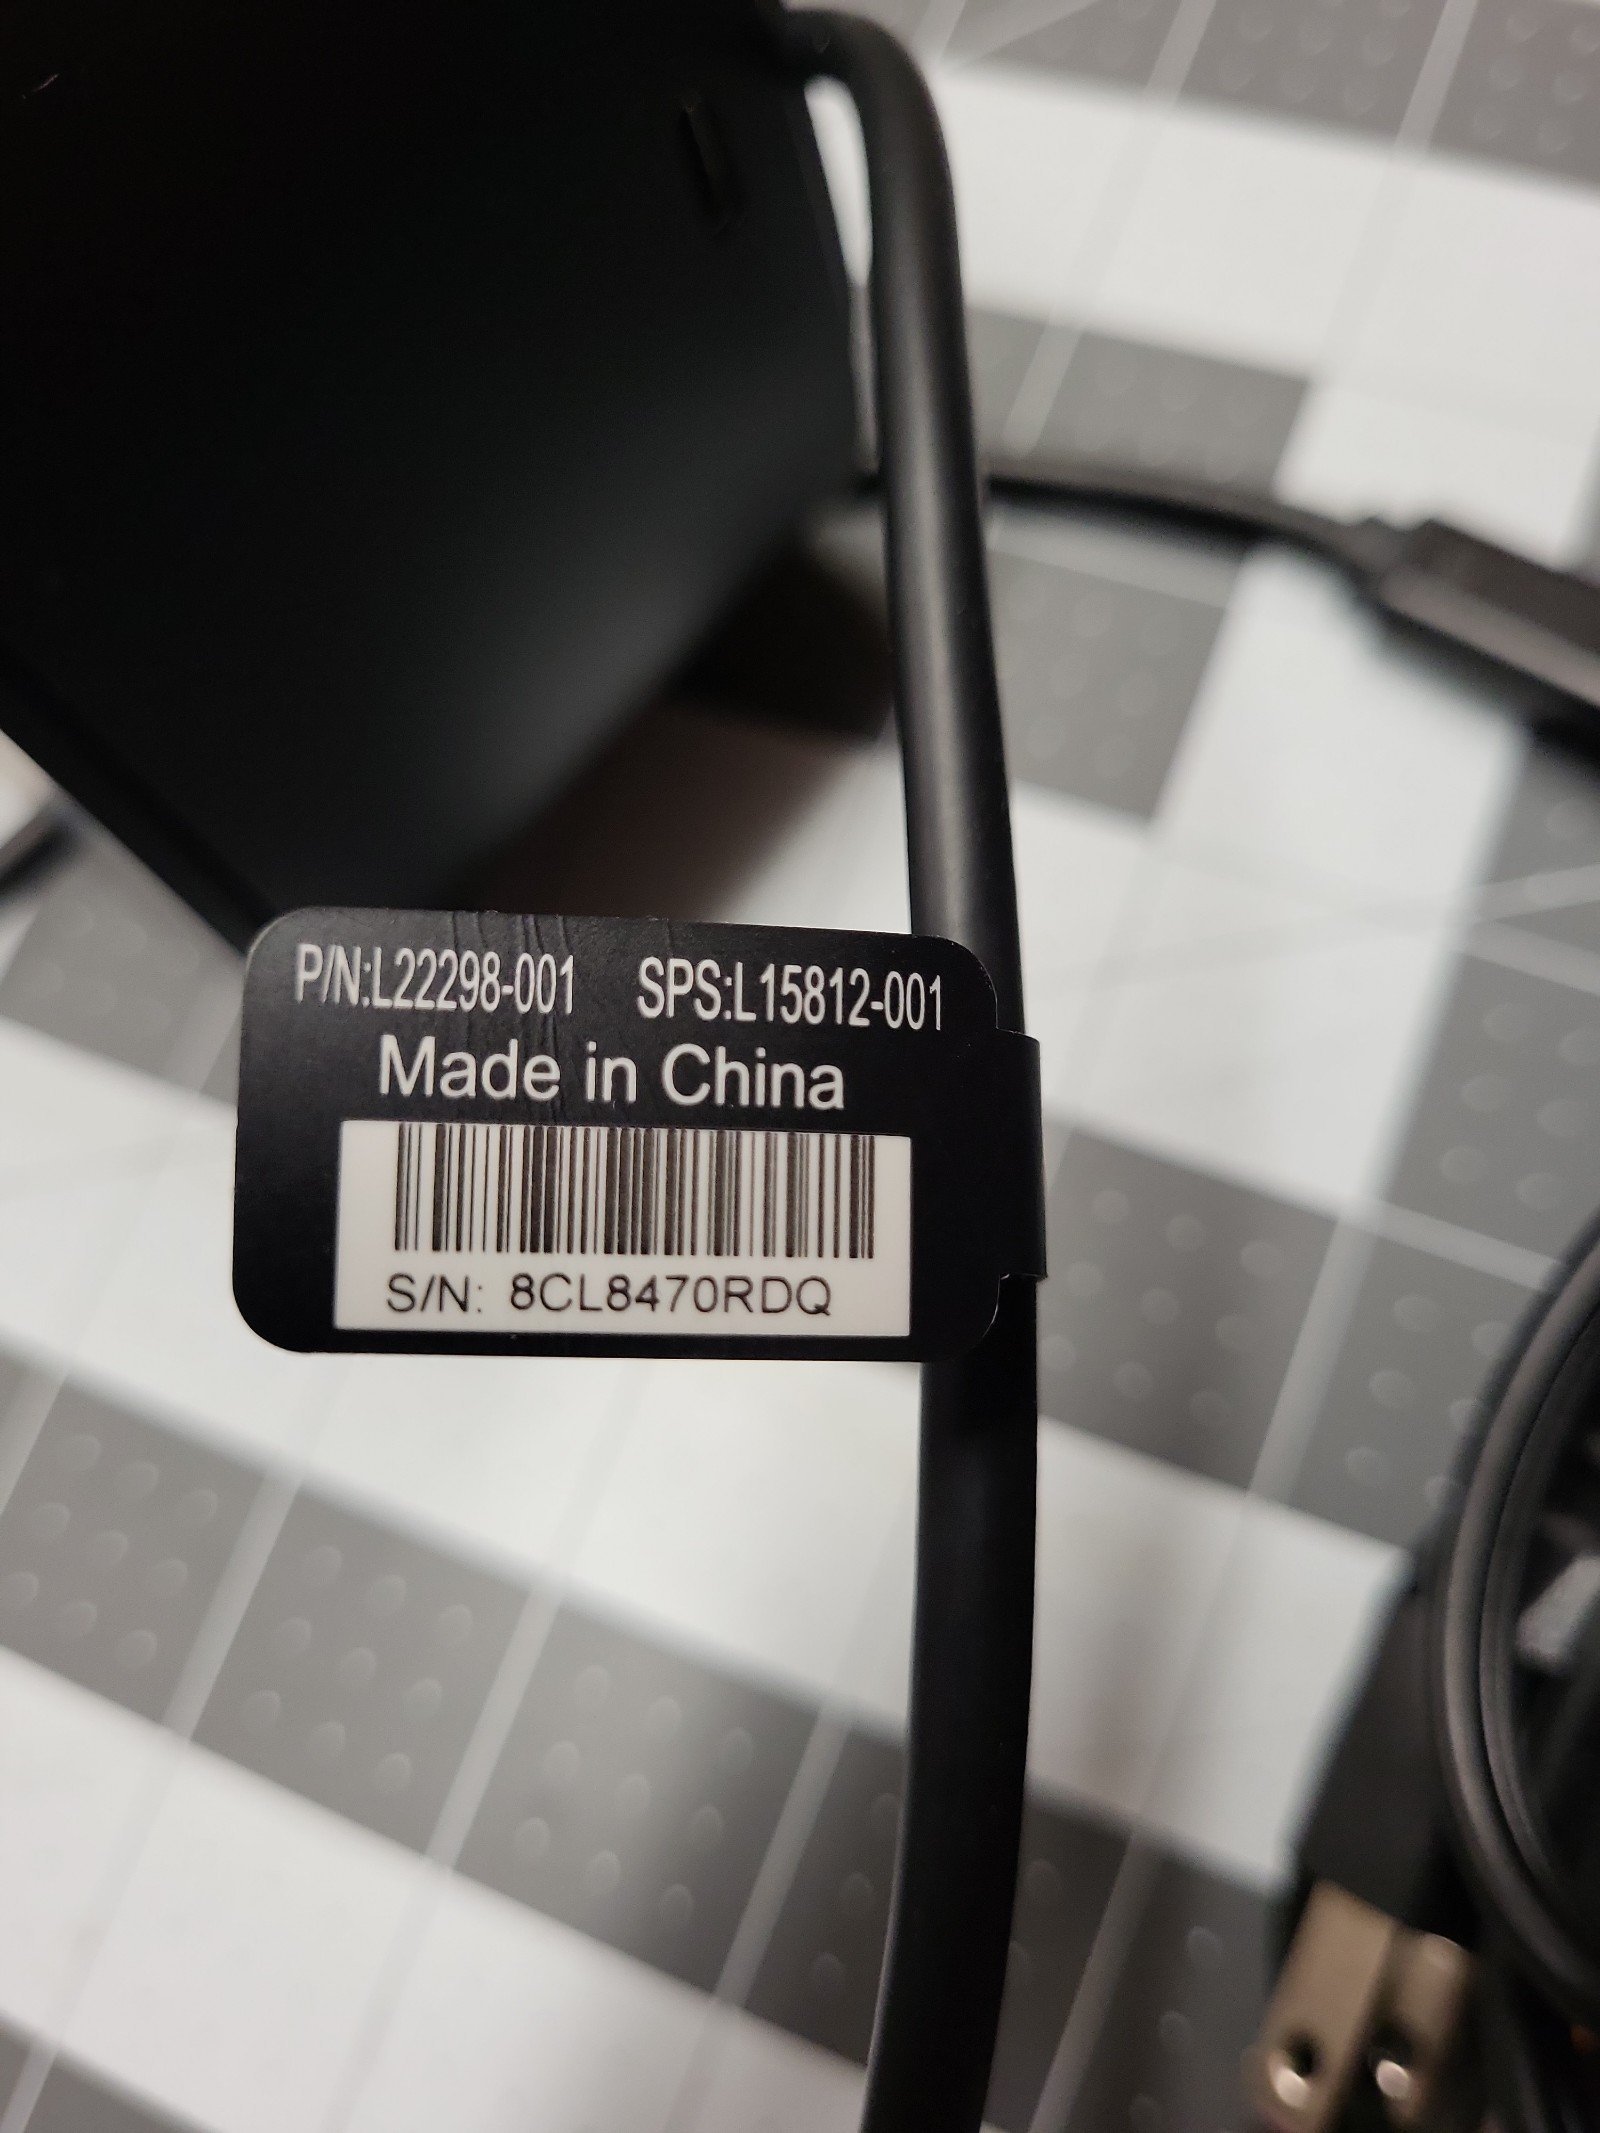 P/N:L22298-001 SPS:L15812-001
Made in China
S/N: 8CL8470RDQ